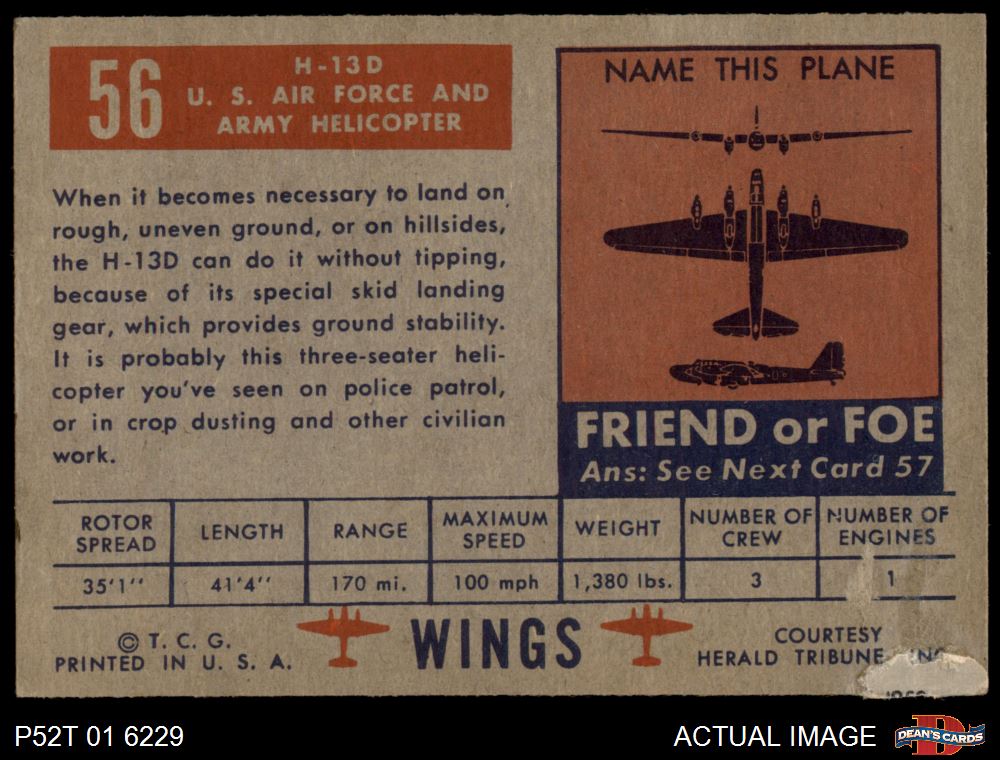 56
H-13D
U. S. AIR FORCE AND
ARMY HELICOPTER
When it becomes necessary to land on
rough, uneven ground, or on hillsides,
the H-13D can do it without tipping,
because of its special skid landing
gear, which provides ground stability.
It is probably this three-seater heli-
copter you've seen on police patrol,
or in crop dusting and other civilian
work.
NAME THIS PLANE
FRIEND or FOE
Ans: See Next Card 57
ROTOR SPREAD LENGTH RANGE MAXIMUM SPEED WEIGHT NUMBER OF CREW NUMBER OF ENGINES
35'1'' 41'4'' 170 mi. 100 mph 1,380 lbs. 3 1
© T. C. G.
PRINTED IN U. S. A.
WINGS
COURTESY
HERALD TRIBUNE, INC.
P52T 01 6229
ACTUAL IMAGE
DEAN'S CARDS